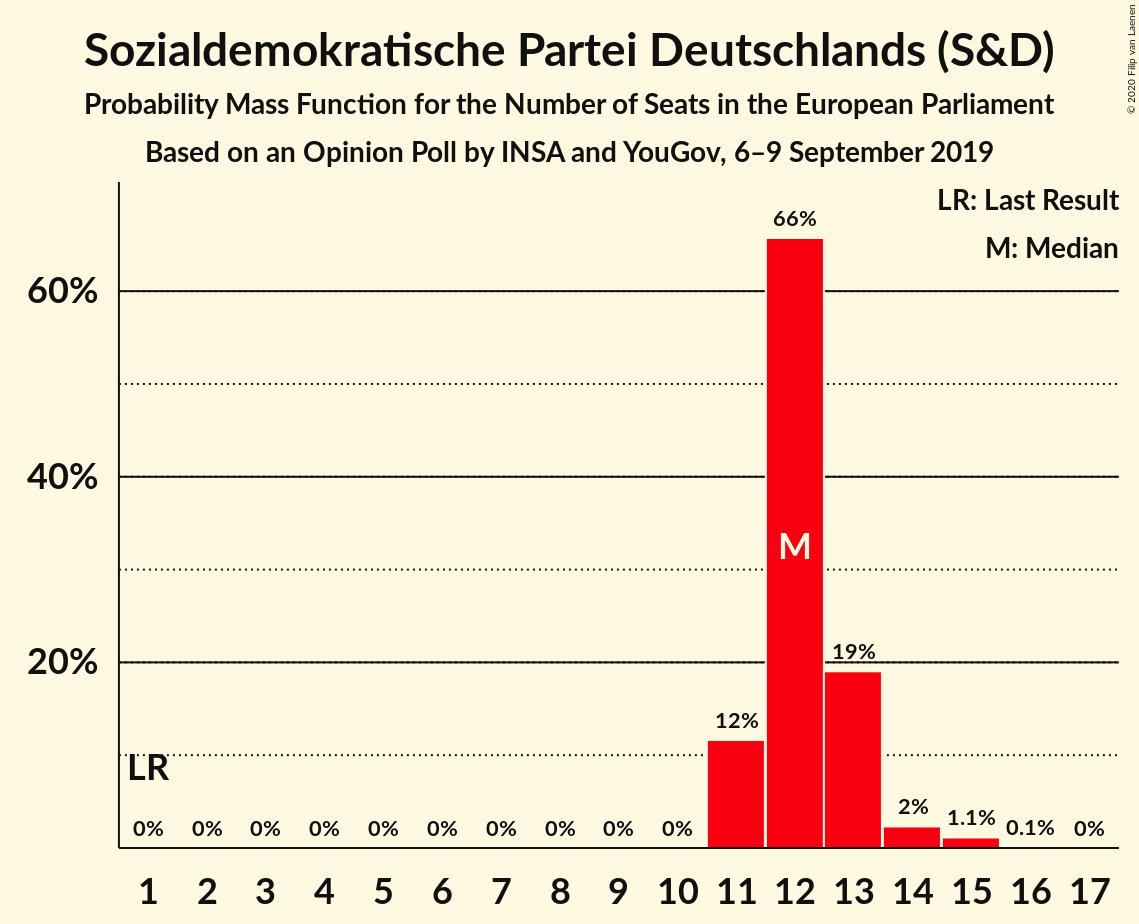 Sozialdemokratische Partei Deutschlands (S&D)
Probability Mass Function for the Number of Seats in the European Parliament
Based on an Opinion Poll by INSA and YouGov, 6–9 September 2019
© 2020 Filip van Laenen
LR: Last Result
M: Median
66%
60%
40%
M
20%
19%
12%
LR
0% 0% 0% 0% 0% 0% 0% 0% 0% 0% 2% 1.1% 0.1% 0%
1 2 3 4 5 6 7 8 9 10 11 12 13 14 15 16 17